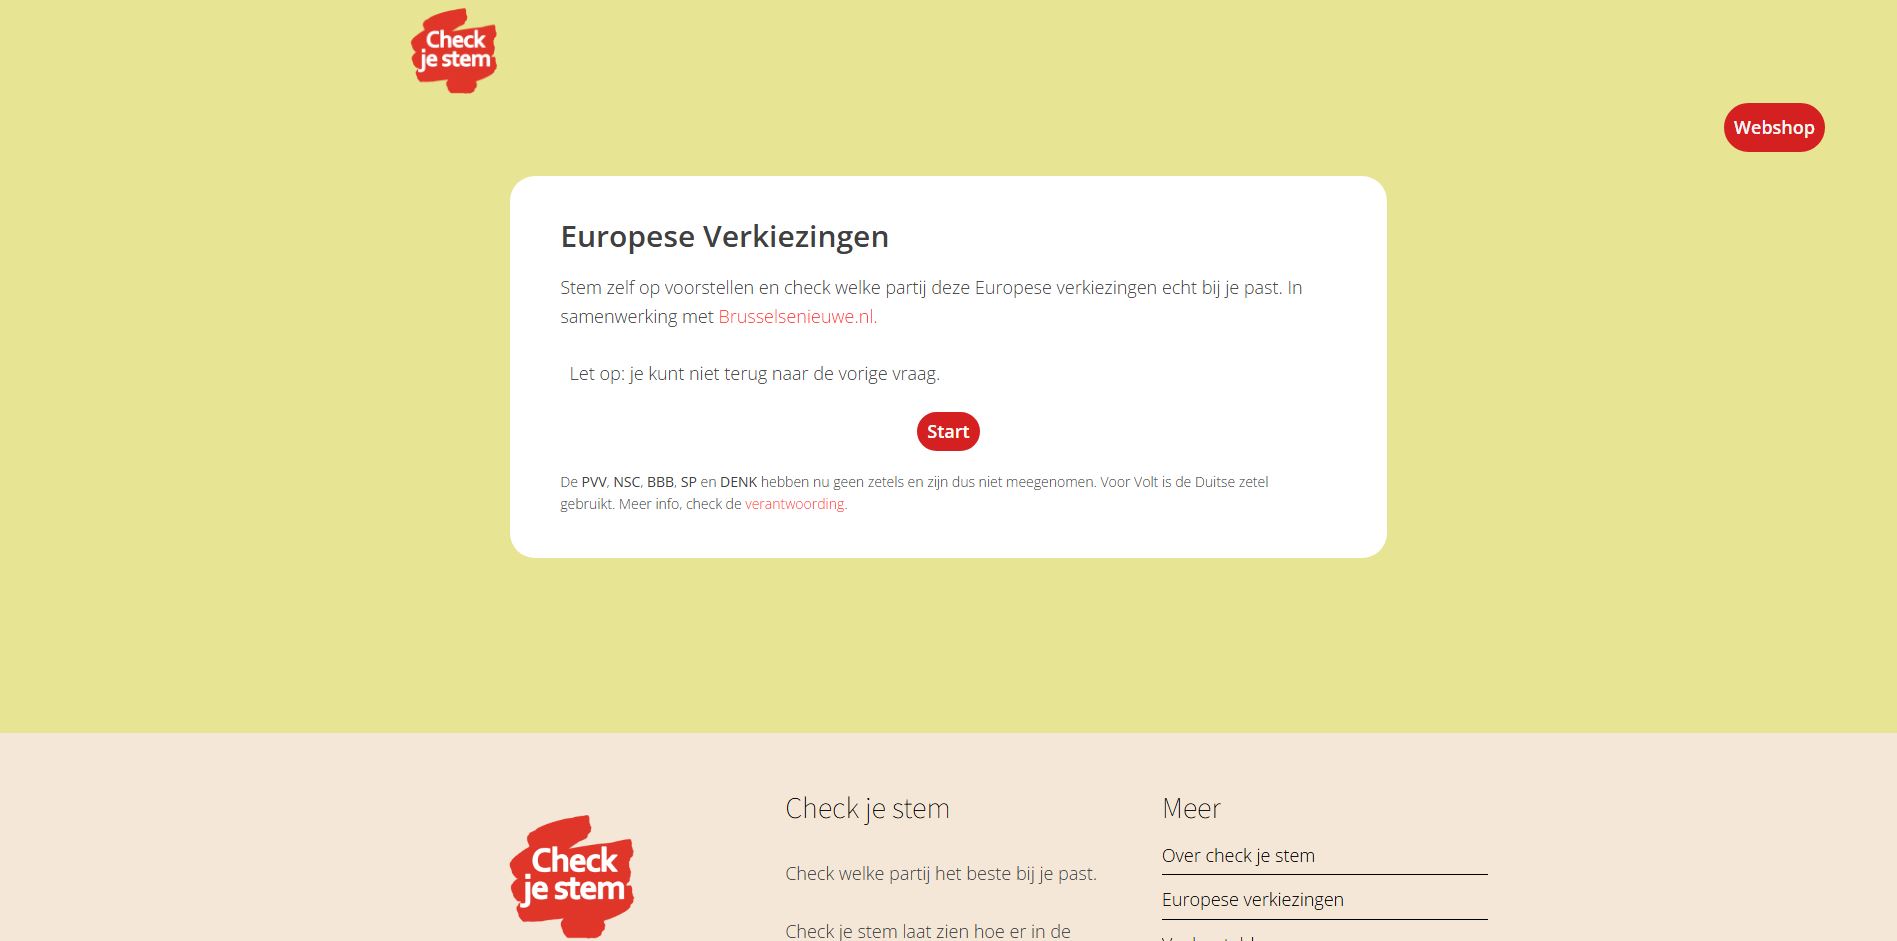 Check
je stem
Webshop
Europese Verkiezingen
Stem zelf op voorstellen en check welke partij deze Europese verkiezingen echt bij je past. In
samenwerking met Brusselsenieuwe.nl.
Let op: je kunt niet terug naar de vorige vraag.
Start
De PVV, NSC, BBB, SP en DENK hebben nu geen zetels en zijn dus niet meegenomen. Voor Volt is de Duitse zetel
gebruikt. Meer info, check de verantwoording.
Check
je stem
Check je stem
Check welke partij het beste bij je past.
Check je stem laat zien hoe er in de
Meer
Over check je stem
Europese verkiezingen